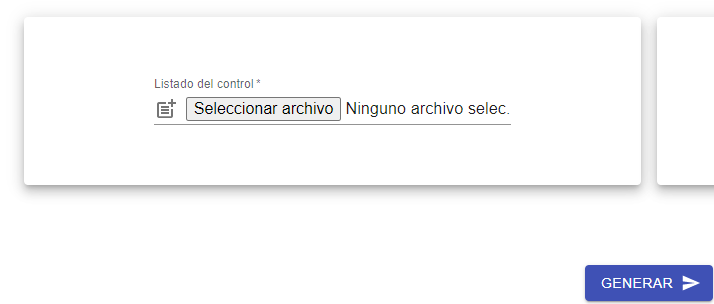 Listado del control *
Seleccionar archivo Ninguno archivo selec.
GENERAR